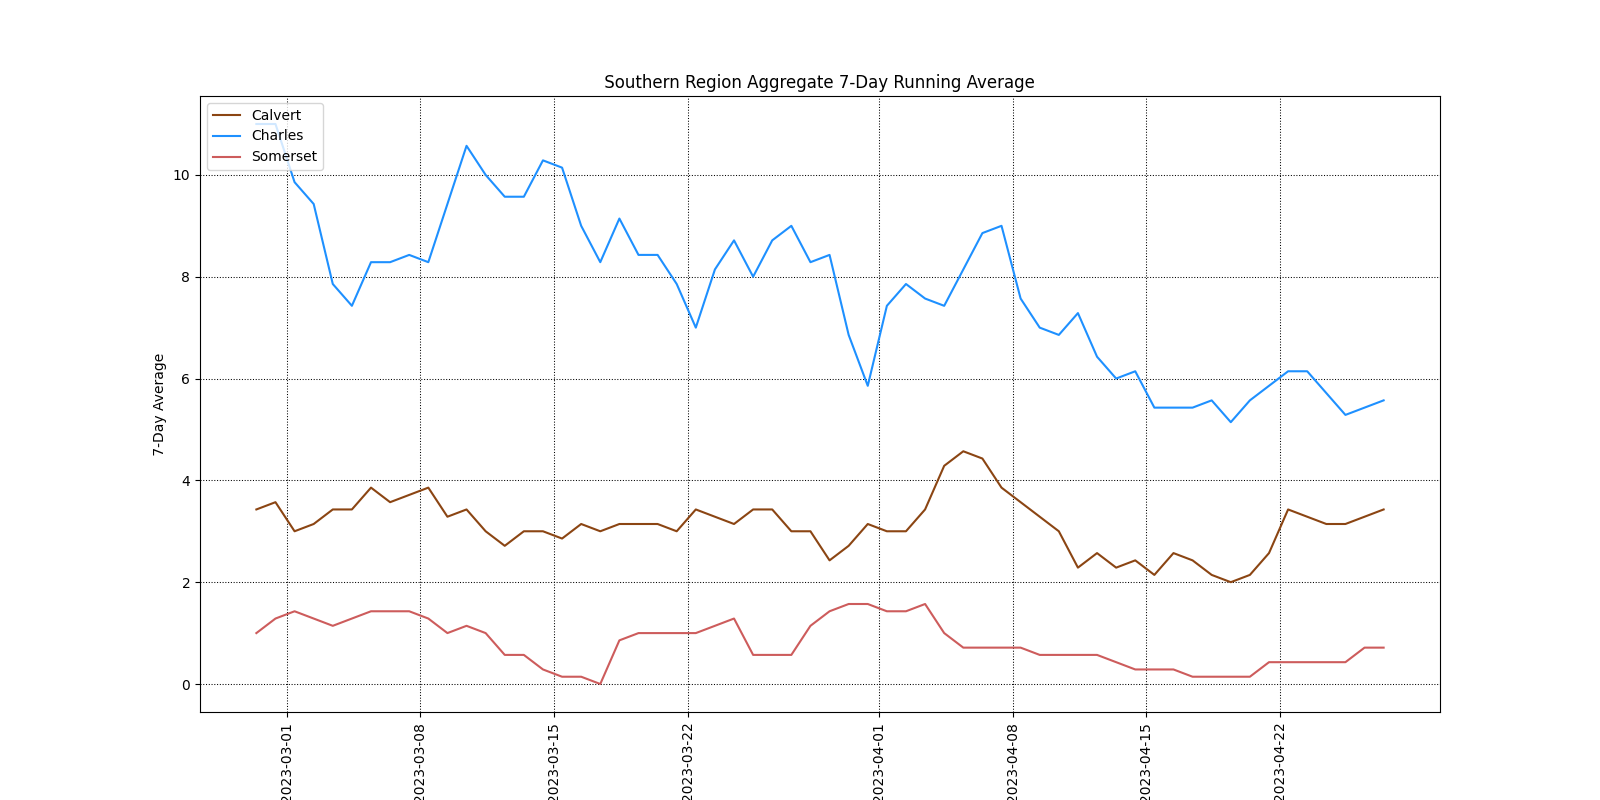 Southern Region Aggregate 7-Day Running Average
Calvert
Charles
Somerset
7-Day Average
10
8
6
4
2
0
2023-03-01
2023-03-08
2023-03-15
2023-03-22
2023-04-01
2023-04-08
2023-04-15
2023-04-22